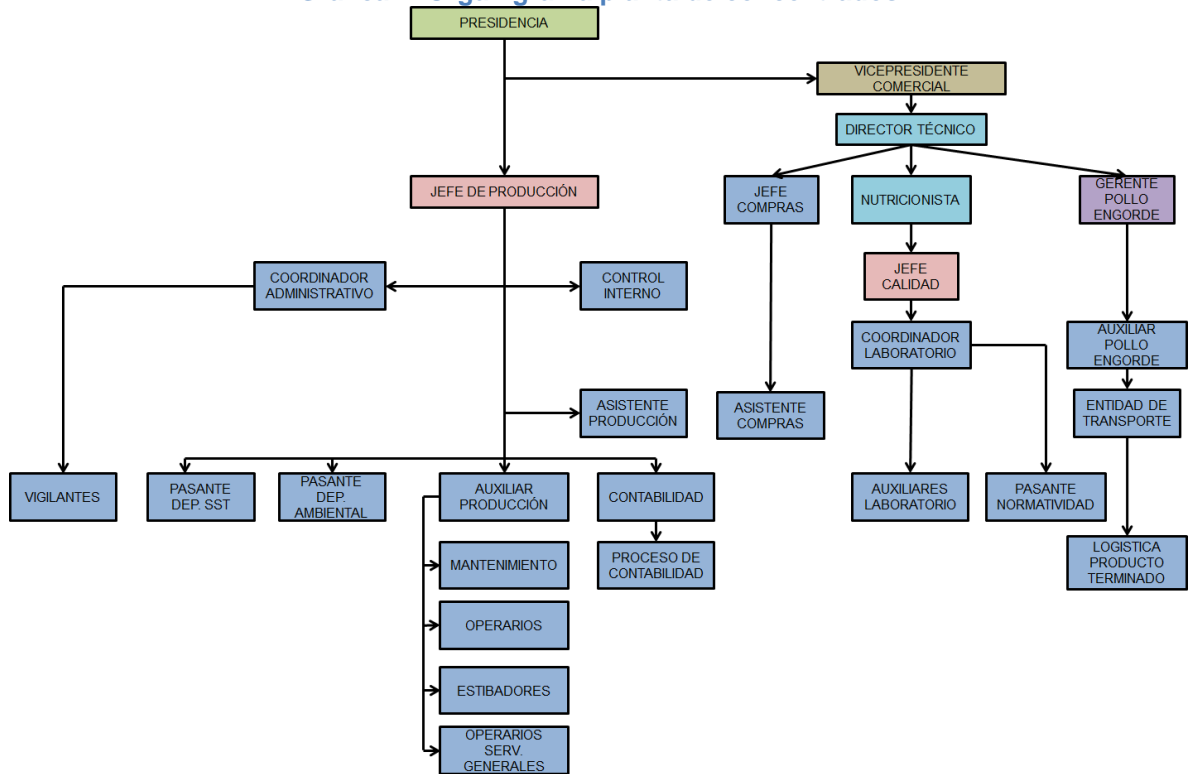 PRESIDENCIA
VICEPRESIDENTE
COMERCIAL
DIRECTOR TÉCNICO
JEFE DE PRODUCCIÓN
JEFE
COMPRAS
NUTRICIONISTA
GERENTE
POLLO
ENGORDE
COORDINADOR
ADMINISTRATIVO
CONTROL
INTERNO
JEFE
CALIDAD
COORDINADOR
LABORATORIO
AUXILIAR
POLLO
ENGORDE
ASISTENTE
PRODUCCIÓN
ASISTENTE
COMPRAS
ENTIDAD DE
TRANSPORTE
VIGILANTES
PASANTE
DEP. SST
PASANTE
DEP.
AMBIENTAL
AUXILIAR
PRODUCCIÓN
CONTABILIDAD
AUXILIARES
LABORATORIO
PASANTE
NORMATIVIDAD
MANTENIMIENTO
PROCESO DE
CONTABILIDAD
LOGISTICA
PRODUCTO
TERMINADO
OPERARIOS
ESTIBADORES
OPERARIOS
SERV.
GENERALES